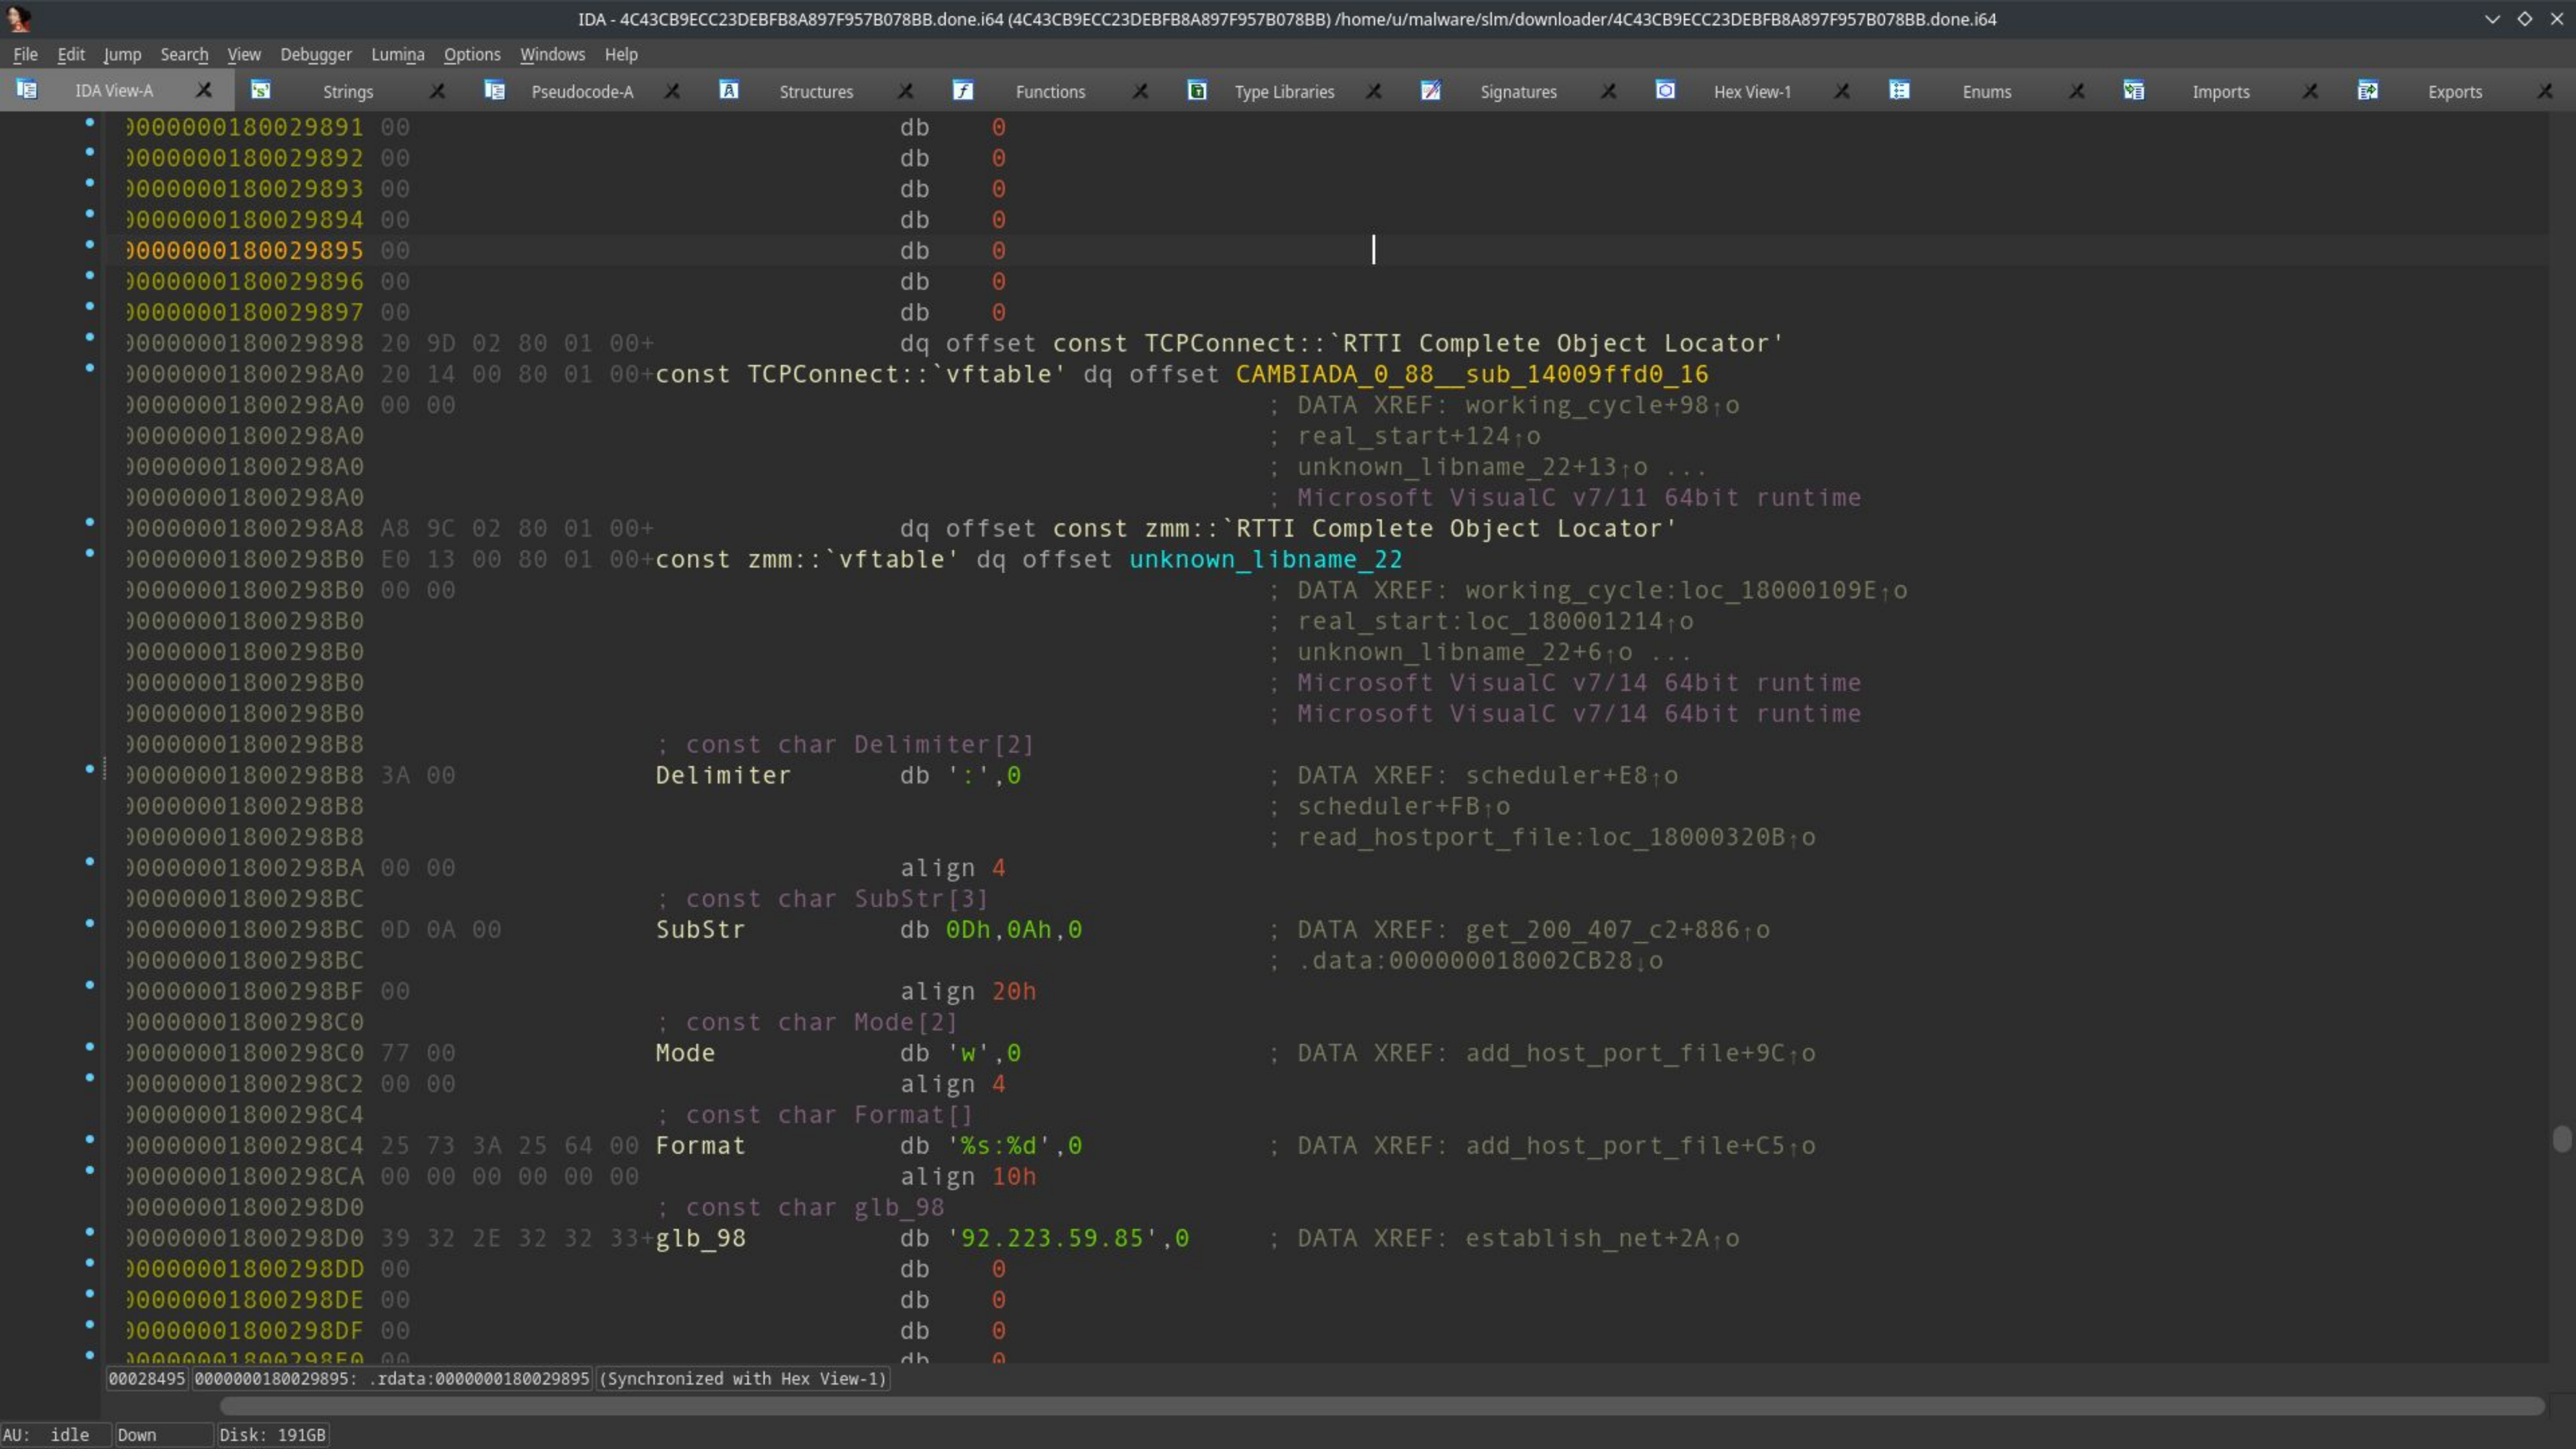 IDA - 4C43CB9ECC23DEBFB8A897F957B078BB.done.i64 (4C43CB9ECC23DEBFB8A897F957B078BB) /home/u/malware/slm/downloader/4C43CB9ECC23DEBFB8A897F957B078BB.done.i64
File Edit Jump Search View Debugger Lumina Options Windows Help
IDA View-A Strings Pseudocode-A Structures Functions Type Libraries Signatures Hex View-1 Enums Imports Exports
0000000180029891 00 db 0
0000000180029892 00 db 0
0000000180029893 00 db 0
0000000180029894 00 db 0
0000000180029895 00 db 0
0000000180029896 00 db 0
0000000180029897 00 db 0
0000000180029898 20 9D 02 80 01 00+ dq offset const TCPConnect::`RTTI Complete Object Locator'
00000001800298A0 20 14 00 80 01 00+const TCPConnect::`vftable' dq offset CAMBIADA_0_88__sub_14009ffd0_16
00000001800298A0 00 00 ; DATA XREF: working_cycle+98↑o
00000001800298A0 ; real_start+124↑o
00000001800298A0 ; unknown_libname_22+13↑o ...
00000001800298A0 ; Microsoft VisualC v7/11 64bit runtime
00000001800298A8 A8 9C 02 80 01 00+ dq offset const zmm::`RTTI Complete Object Locator'
00000001800298B0 E0 13 00 80 01 00+const zmm::`vftable' dq offset unknown_libname_22
00000001800298B0 00 00 ; DATA XREF: working_cycle:loc_18000109E↑o
00000001800298B0 ; real_start:loc_180001214↑o
00000001800298B0 ; unknown_libname_22+6↑o ...
00000001800298B0 ; Microsoft VisualC v7/14 64bit runtime
00000001800298B0 ; Microsoft VisualC v7/14 64bit runtime
00000001800298B8 ; const char Delimiter[2]
00000001800298B8 3A 00 Delimiter db ':',0 ; DATA XREF: scheduler+E8↑o
00000001800298B8 ; scheduler+FB↑o
00000001800298B8 ; read_hostport_file:loc_18000320B↑o
00000001800298BA 00 00 align 4
00000001800298BC ; const char SubStr[3]
00000001800298BC 0D 0A 00 SubStr db 0Dh,0Ah,0 ; DATA XREF: get_200_407_c2+886↑o
00000001800298BC ; .data:000000018002CB28↓o
00000001800298BF 00 align 20h
00000001800298C0 ; const char Mode[2]
00000001800298C0 77 00 Mode db 'w',0 ; DATA XREF: add_host_port_file+9C↑o
00000001800298C2 00 00 align 4
00000001800298C4 ; const char Format[]
00000001800298C4 25 73 3A 25 64 00 Format db '%s:%d',0 ; DATA XREF: add_host_port_file+C5↑o
00000001800298CA 00 00 00 00 00 00 align 10h
00000001800298D0 ; const char glb_98
00000001800298D0 39 32 2E 32 32 33+glb_98 db '92.223.59.85',0 ; DATA XREF: establish_net+2A↑o
00000001800298DD 00 db 0
00000001800298DE 00 db 0
00000001800298DF 00 db 0
00000001800298E0 00 db 0
00028495 0000000180029895: .rdata:0000000180029895 (Synchronized with Hex View-1)
AU: idle Down Disk: 191GB